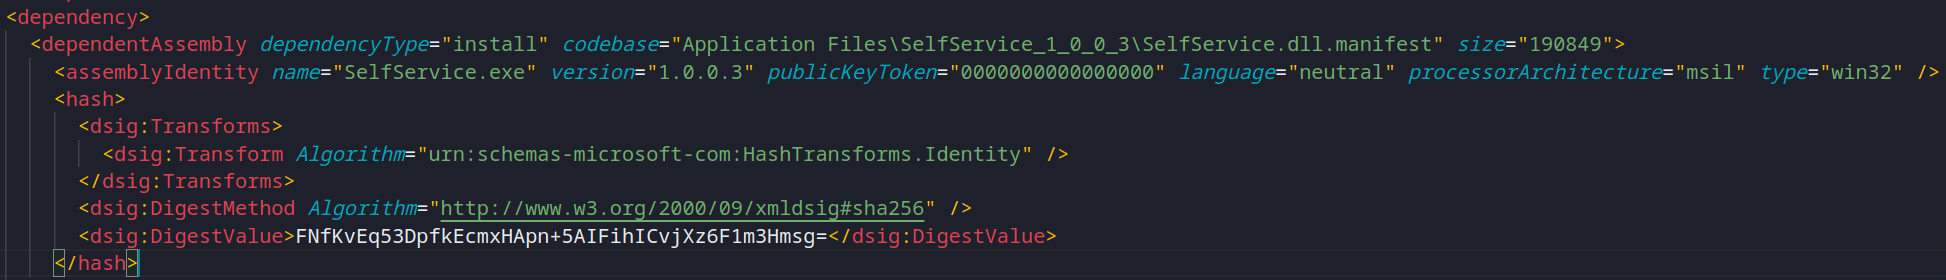 <dependency>
<dependentAssembly dependencyType="install" codebase="Application Files\SelfService_1_0_0_3\SelfService.dll.manifest" size="190849">
<assemblyIdentity name="SelfService.exe" version="1.0.0.3" publicKeyToken="0000000000000000" language="neutral" processorArchitecture="msil" type="win32" />
<hash>
<dsig:Transforms>
<dsig:Transform Algorithm="urn:schemas-microsoft-com:HashTransforms.Identity" />
</dsig:Transforms>
<dsig:DigestMethod Algorithm="http://www.w3.org/2000/09/xmldsig#sha256" />
<dsig:DigestValue>FNfKvEq53DpfkEcmxHApn+5AIFihICvjXz6F1m3Hmsg=</dsig:DigestValue>
</hash>